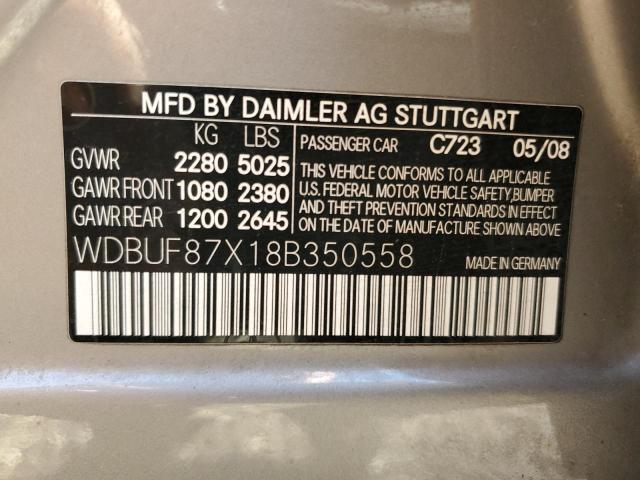 MFD BY DAIMLER AG STUTTGART
KG LBS
GVWR 2280 5025
GAWR FRONT 1080 2380
GAWR REAR 1200 2645
PASSENGER CAR C723 05/08
THIS VEHICLE CONFORMS TO ALL APPLICABLE
U.S. FEDERAL MOTOR VEHICLE SAFETY,BUMPER
AND THEFT PREVENTION STANDARDS IN EFFECT
ON THE DATE OF MANUFACTURE SHOWN ABOVE
WDBUF87X18B350558 MADE IN GERMANY